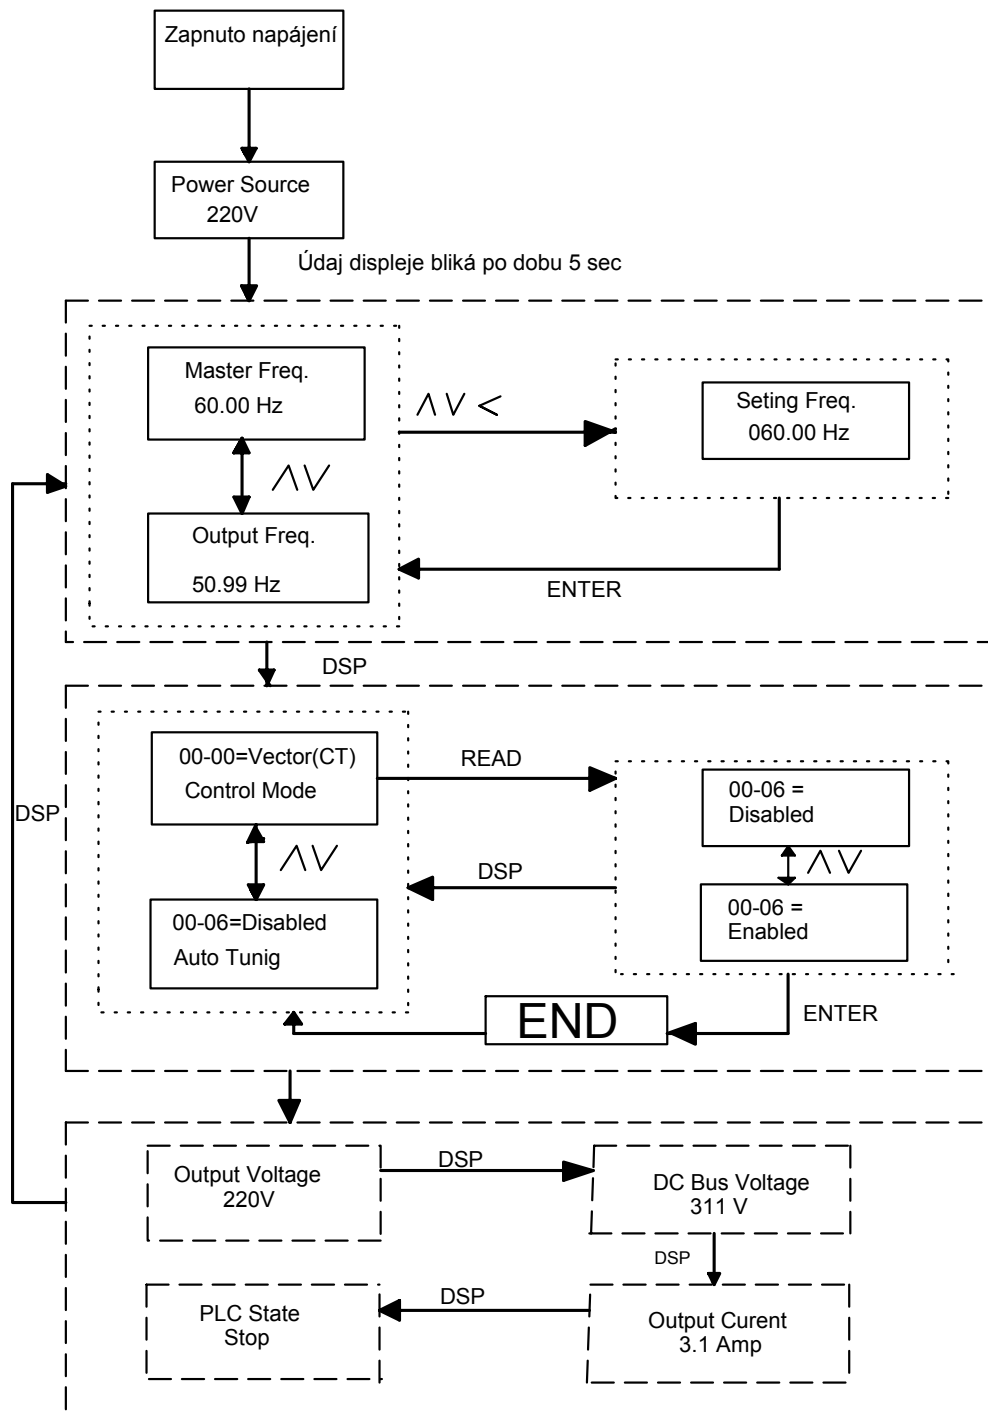 Zapnuto napájení
Power Source
220V
Údaj displeje bliká po dobu 5 sec
Master Freq.
60.00 Hz
Seting Freq.
060.00 Hz
Output Freq.
50.99 Hz
ENTER
DSP
00-00=Vector(CT)
Control Mode
READ
00-06 =
Disabled
DSP
DSP
00-06=Disabled
Auto Tunig
00-06 =
Enabled
END
ENTER
Output Voltage
220V
DSP
DC Bus Voltage
311 V
DSP
PLC State
Stop
DSP
Output Curent
3.1 Amp